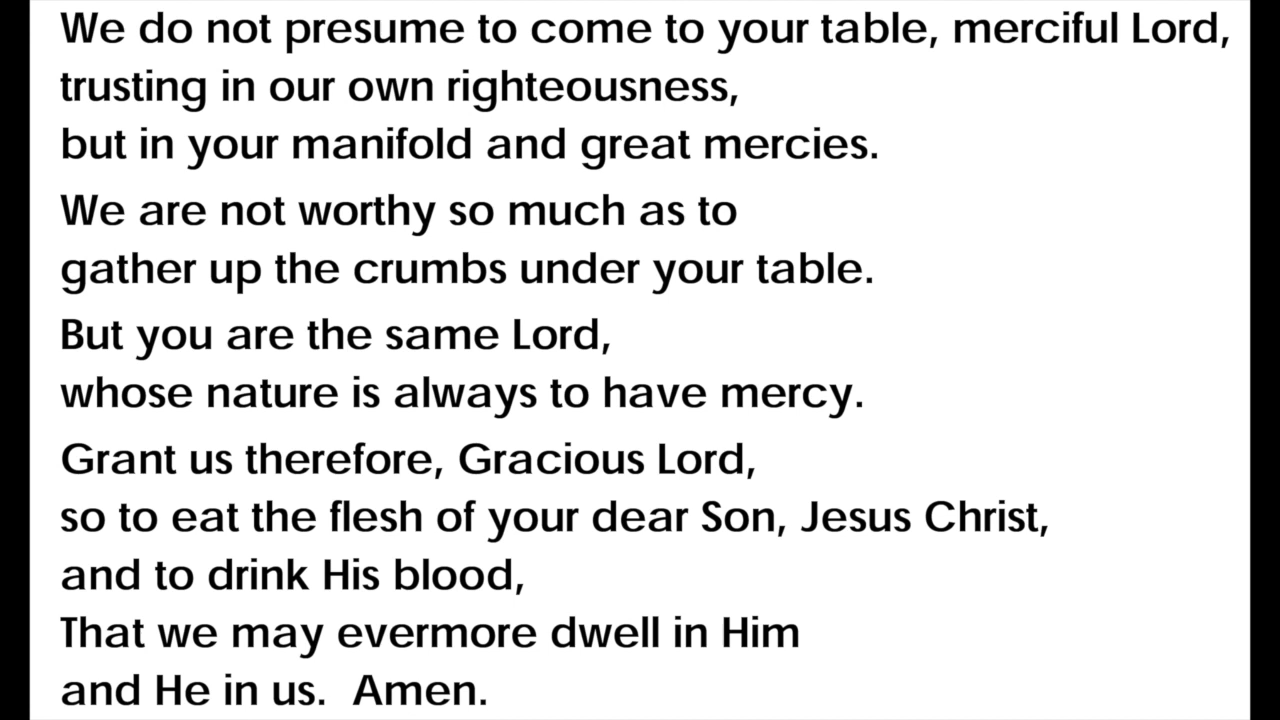 We do not presume to come to your table, merciful Lord,
trusting in our own righteousness,
but in your manifold and great mercies.
We are not worthy so much as to
gather up the crumbs under your table.
But you are the same Lord,
whose nature is always to have mercy.
Grant us therefore, Gracious Lord,
so to eat the flesh of your dear Son, Jesus Christ,
and to drink His blood,
That we may evermore dwell in Him
and He in us.  Amen.